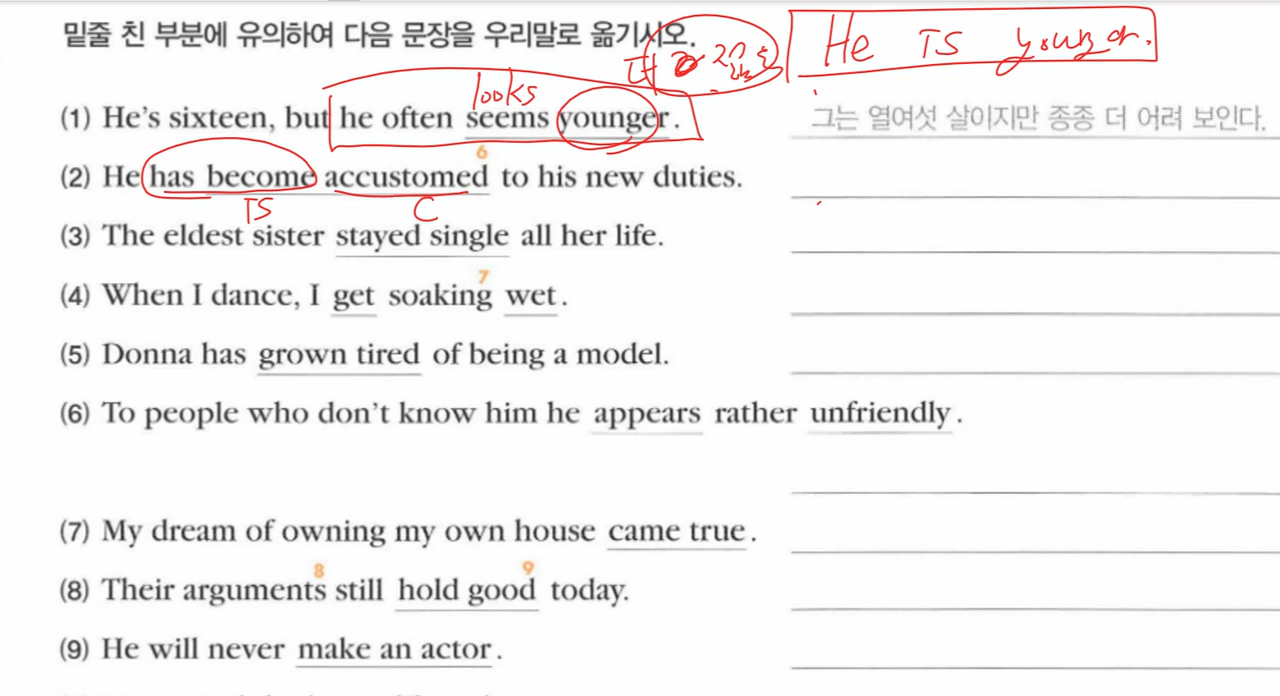 밑줄 친 부분에 유의하여 다음 문장을 우리말로 옮기시오.
He is younger.
looks
(1) He's sixteen, but he often seems younger.
그는 열여섯 살이지만 종종 더 어려 보인다.
6
(2) He has become accustomed to his new duties.
IS C
(3) The eldest sister stayed single all her life.
7
(4) When I dance, I get soaking wet.
(5) Donna has grown tired of being a model.
(6) To people who don't know him he appears rather unfriendly.
(7) My dream of owning my own house came true.
8 9
(8) Their arguments still hold good today.
(9) He will never make an actor.